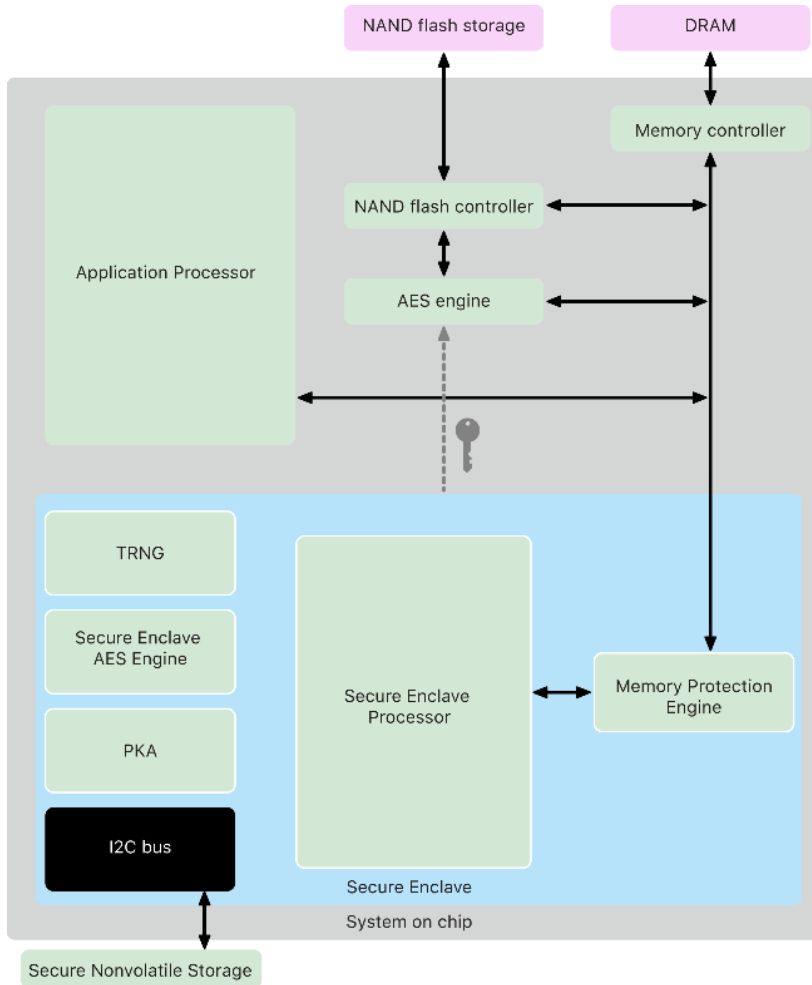 NAND flash storage
DRAM
Memory controller
NAND flash controller
Application Processor
AES engine
TRNG
Secure Enclave
AES Engine
Secure Enclave
Processor
Memory Protection
Engine
PKA
I2C bus
Secure Enclave
System on chip
Secure Nonvolatile Storage